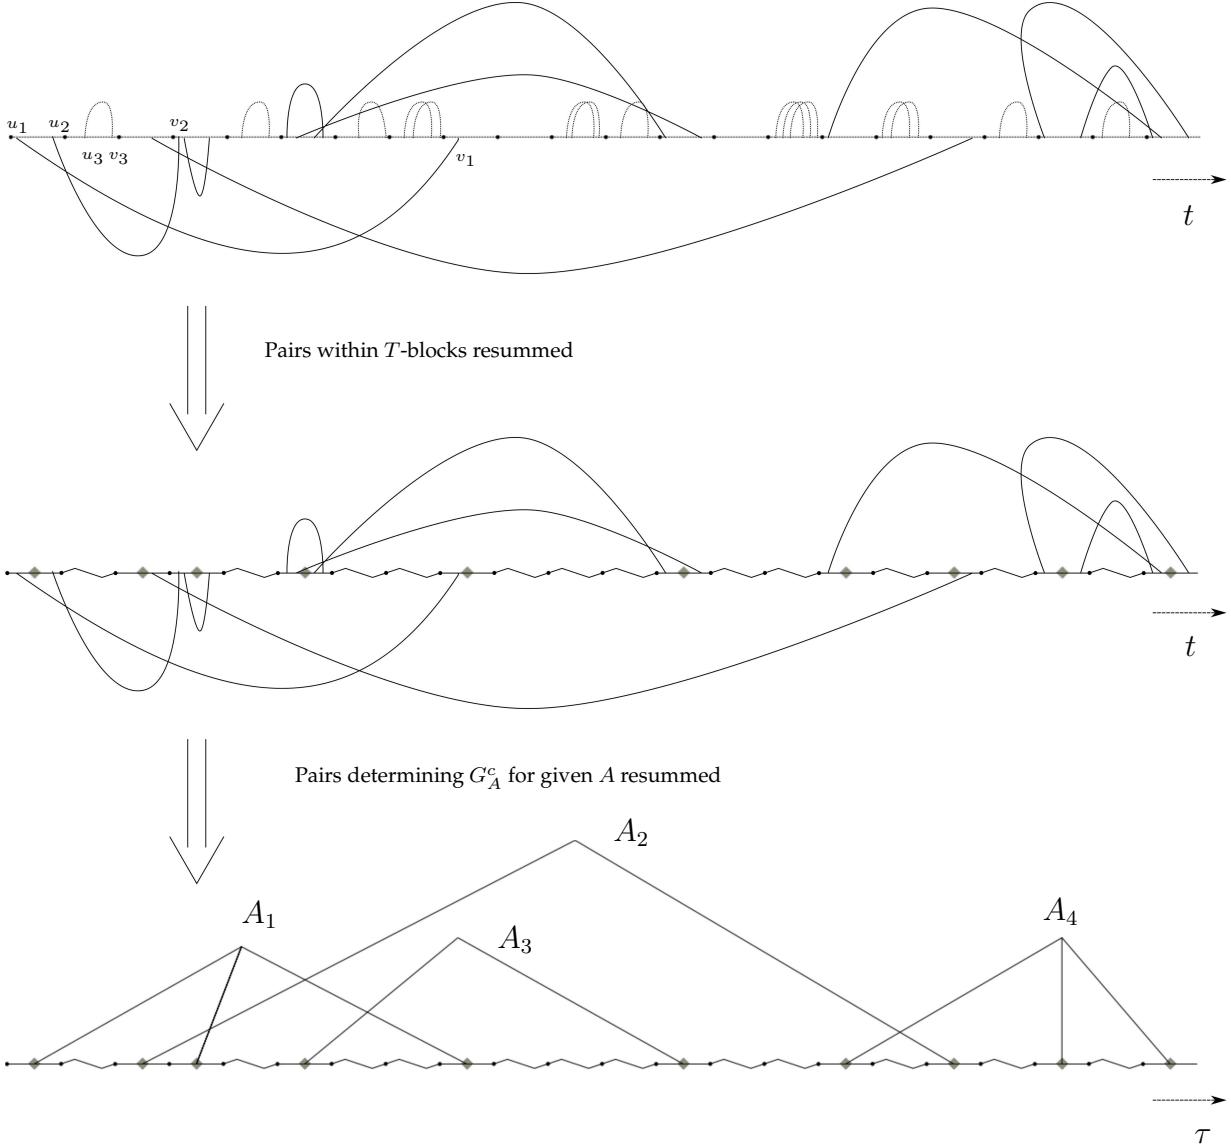 u₁ u₂ v₂
u₃ v₃ v₁
t
Pairs within T-blocks resummed
t
Pairs determining G_A^c for given A resummed
A₂
A₁
A₃
A₄
τ